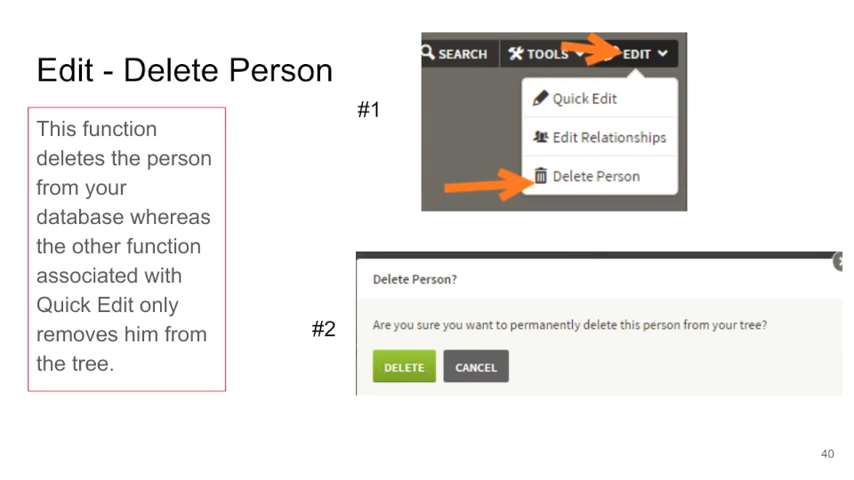 Edit - Delete Person
This function
deletes the person
from your
database whereas
the other function
associated with
Quick Edit only
removes him from
the tree.
#1
SEARCH TOOLS EDIT
Quick Edit
Edit Relationships
Delete Person
#2
Delete Person?
Are you sure you want to permanently delete this person from your tree?
DELETE CANCEL
40